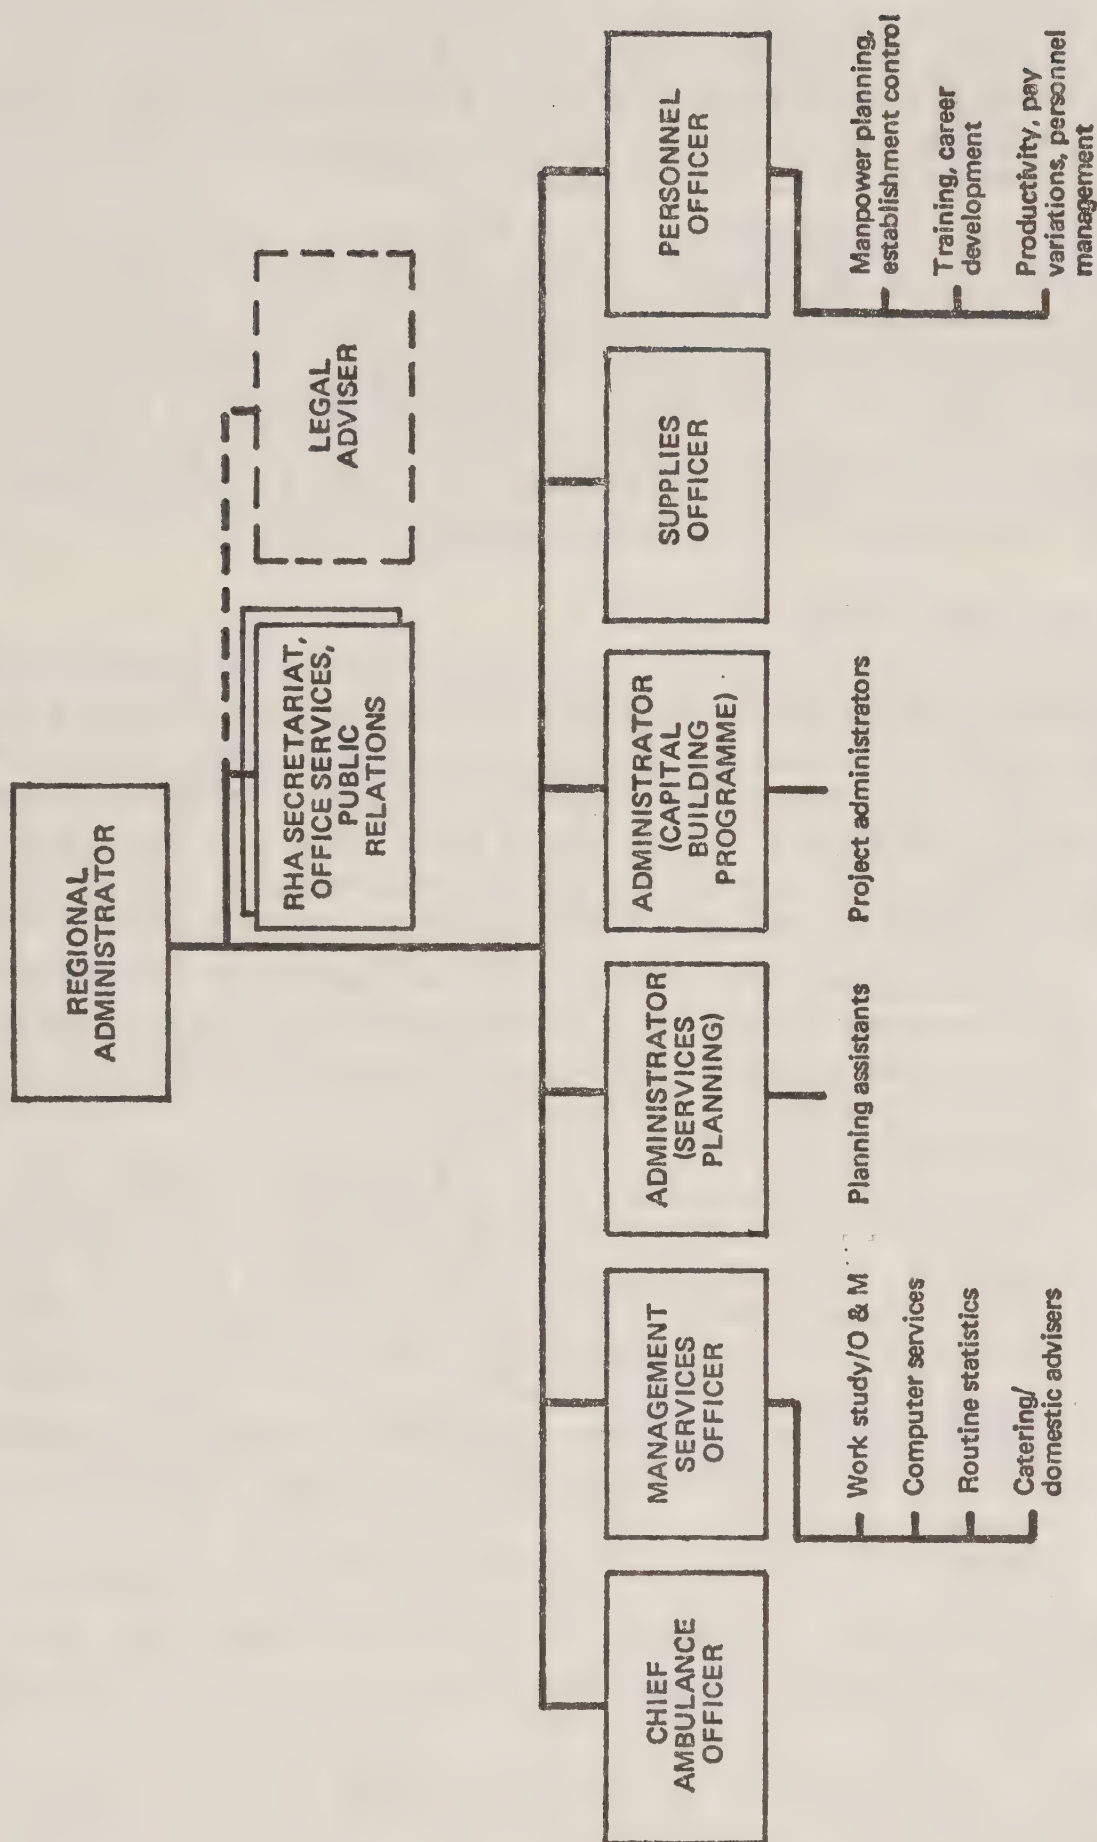 REGIONAL
ADMINISTRATOR
RHA SECRETARIAT,
OFFICE SERVICES,
PUBLIC
RELATIONS
LEGAL
ADVISER
CHIEF
AMBULANCE
OFFICER
MANAGEMENT
SERVICES
OFFICER
ADMINISTRATOR
(SERVICES
PLANNING)
ADMINISTRATOR
(CAPITAL
BUILDING
PROGRAMME)
SUPPLIES
OFFICER
PERSONNEL
OFFICER
Work study/O & M
Computer services
Routine statistics
Catering/
domestic advisers
Planning assistants
Project administrators
Manpower planning,
establishment control
Training, career
development
Productivity, pay
variations, personnel
management